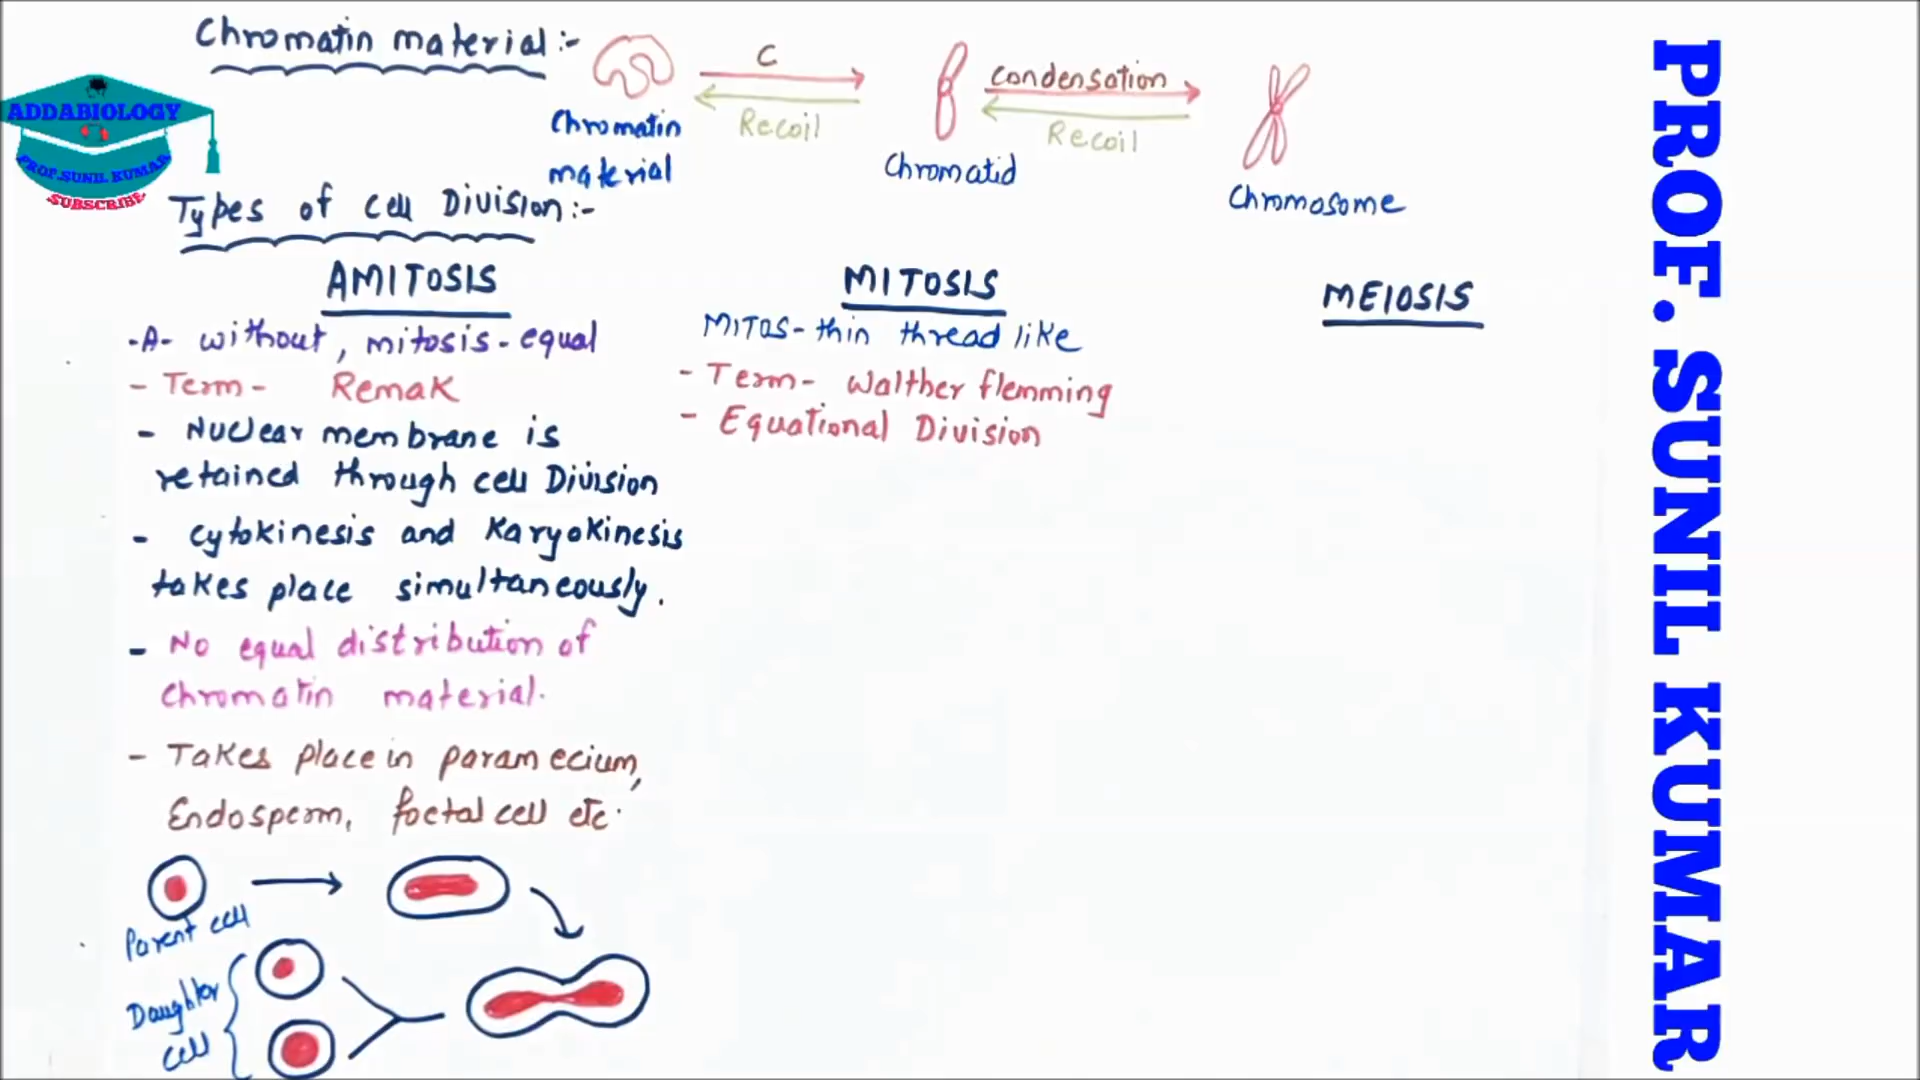 Chromatin material :-
C
condensation
Recoil
Recoil
Chromatin
material
Chromatid
Chromosome
ADDABIOLOGY
PROF.SUNIL KUMAR
SUBSCRIBE
Types of cell Division :-
AMITOSIS
-A- without, mitosis - equal
- Term - Remak
- Nuclear membrane is
retained through cell Division
- cytokinesis and Karyokinesis
takes place simultaneously.
- No equal distribution of
chromatin material.
- Takes place in paramecium,
Endosperm, foetal cell etc.
Parent cell
Daughter
cell
MITOSIS
MITOS - thin thread like
- Term - Walther flemming
- Equational Division
MEIOSIS
PROF. SUNIL KUMAR